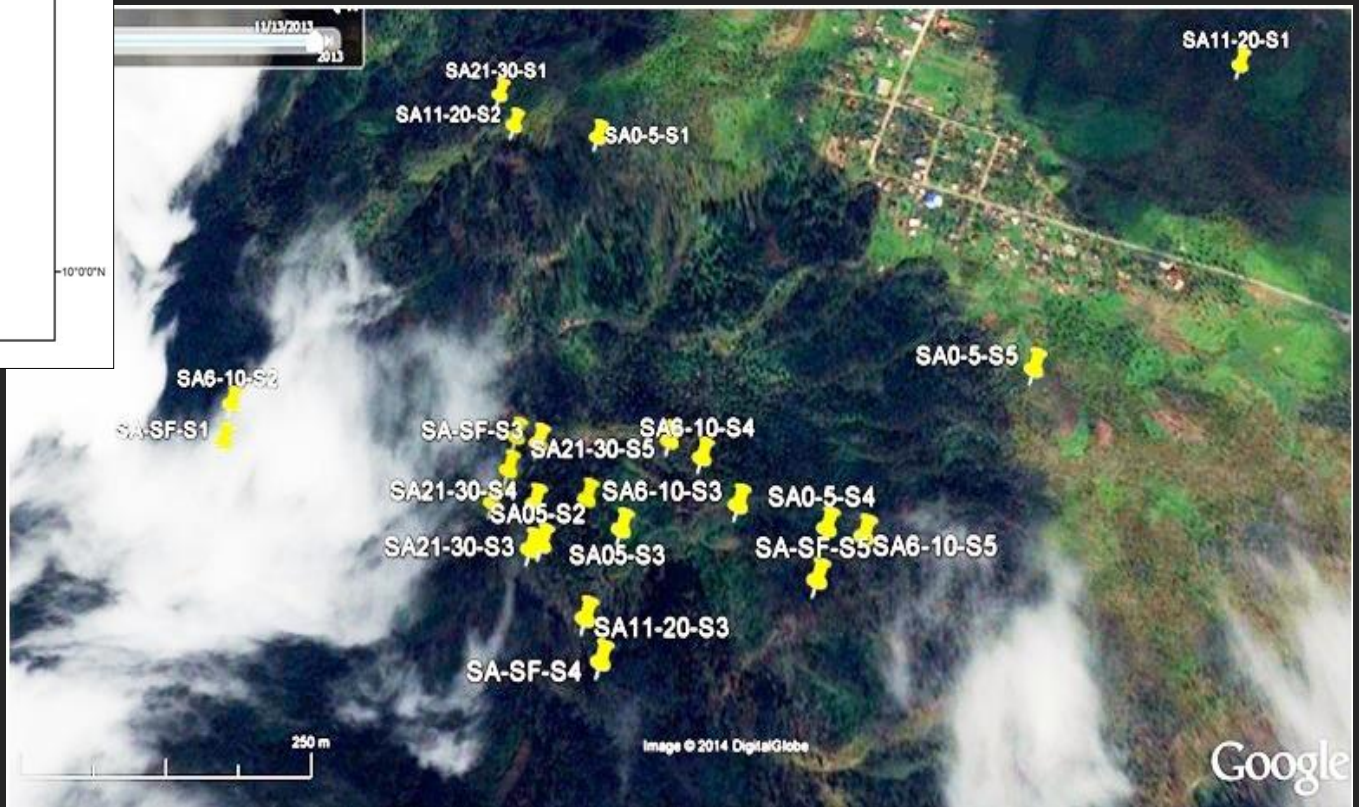 11/13/2013
2013
10°0'0"N
SA11-20-S1
SA21-30-S1
SA11-20-S2
SA0-5-S1
SA0-5-S5
SA6-10-S2
SA-SF-S1
SA-SF-S3
SA6-10-S4
SA21-30-S5
SA21-30-S4
SA6-10-S3
SA0-5-S4
SA05-S2
SA21-30-S3
SA05-S3
SA-SF-S5
SA6-10-S5
SA11-20-S3
SA-SF-S4
250 m
Image © 2014 DigitalGlobe
Google